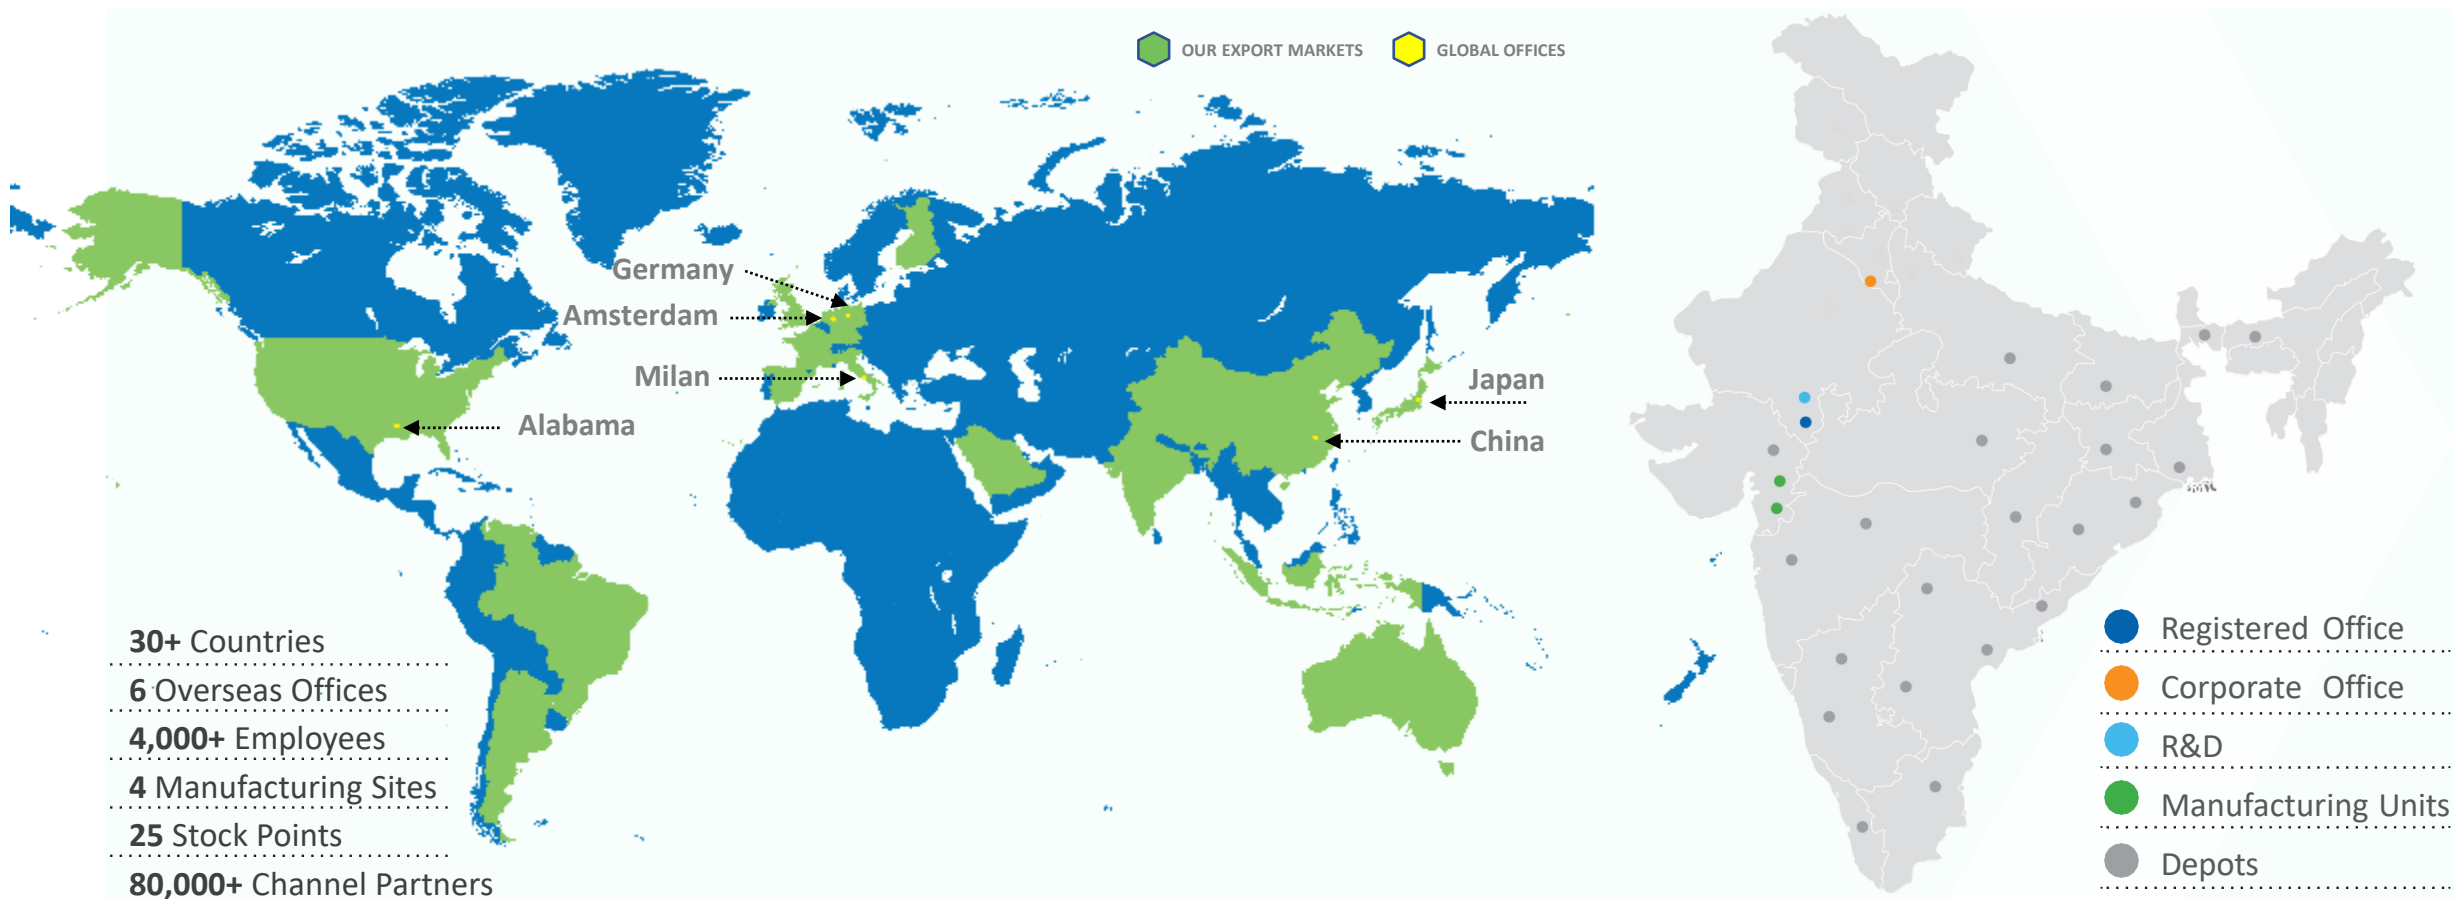 OUR EXPORT MARKETS
GLOBAL OFFICES
Germany
Amsterdam
Milan
Alabama
Japan
China
30+ Countries
6 Overseas Offices
4,000+ Employees
4 Manufacturing Sites
25 Stock Points
80,000+ Channel Partners
Registered Office
Corporate Office
R&D
Manufacturing Units
Depots